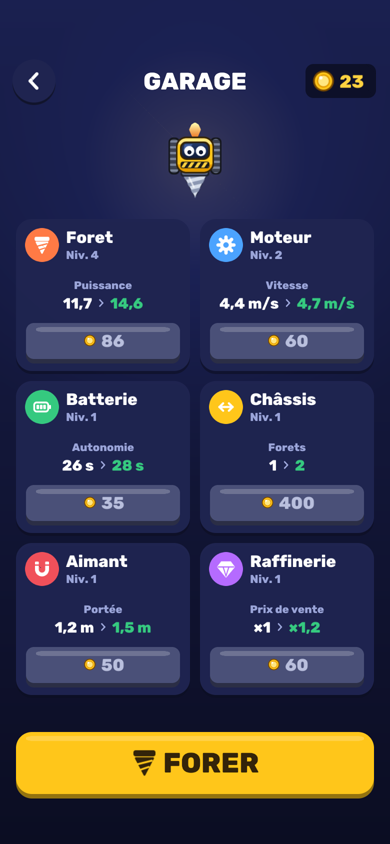 GARAGE
23
Foret
Niv. 4
Puissance
11,7 > 14,6
86
Moteur
Niv. 2
Vitesse
4,4 m/s > 4,7 m/s
60
Batterie
Niv. 1
Autonomie
26 s > 28 s
35
Châssis
Niv. 1
Forets
1 > 2
400
Aimant
Niv. 1
Portée
1,2 m > 1,5 m
50
Raffinerie
Niv. 1
Prix de vente
×1 > ×1,2
60
FORER